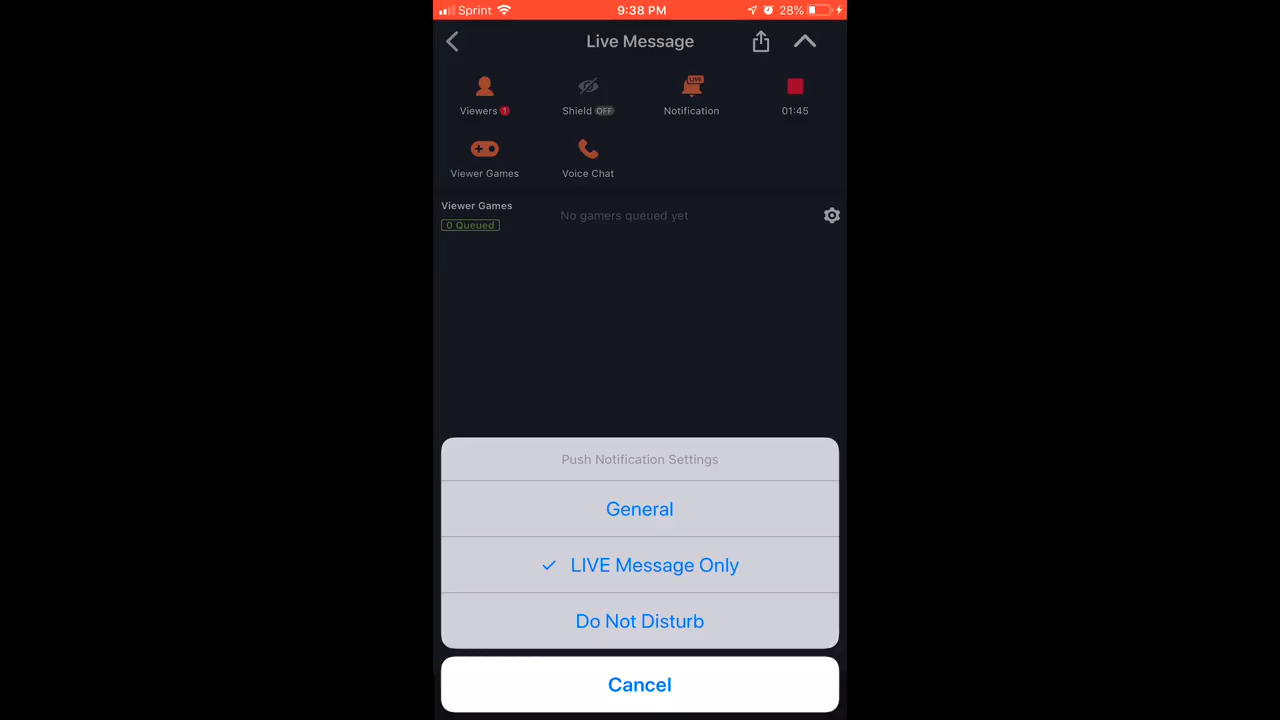 Sprint 9:38 PM 28%
Live Message
Viewers 1 Shield OFF LIVE Notification 01:45
Viewer Games Voice Chat
Viewer Games
0 Queued
No gamers queued yet
Push Notification Settings
General
LIVE Message Only
Do Not Disturb
Cancel